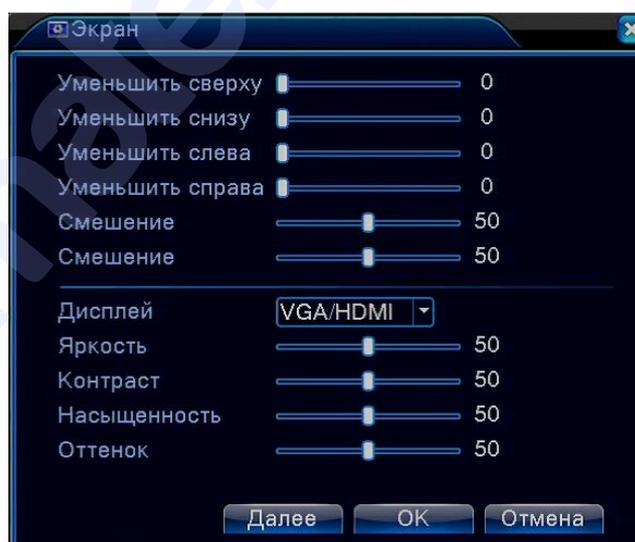 Экран
Уменьшить сверху 0
Уменьшить снизу 0
Уменьшить слева 0
Уменьшить справа 0
Смешение 50
Смешение 50
Дисплей VGA/HDMI
Яркость 50
Контраст 50
Насыщенность 50
Оттенок 50
Далее OK Отмена